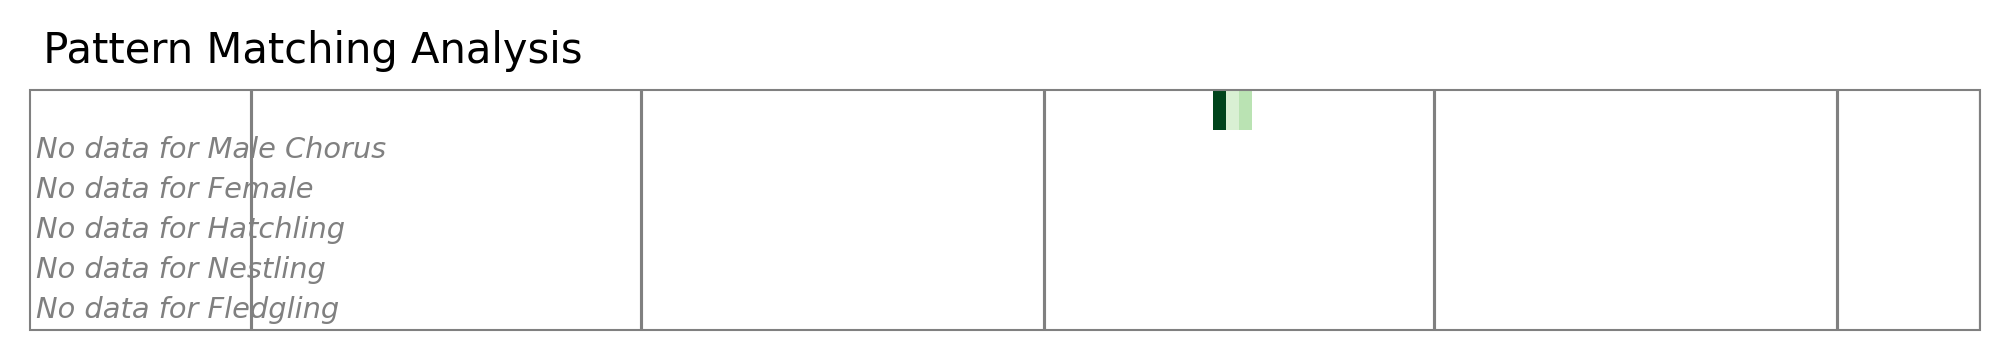 Pattern Matching Analysis
No data for Male Chorus
No data for Female
No data for Hatchling
No data for Nestling
No data for Fledgling